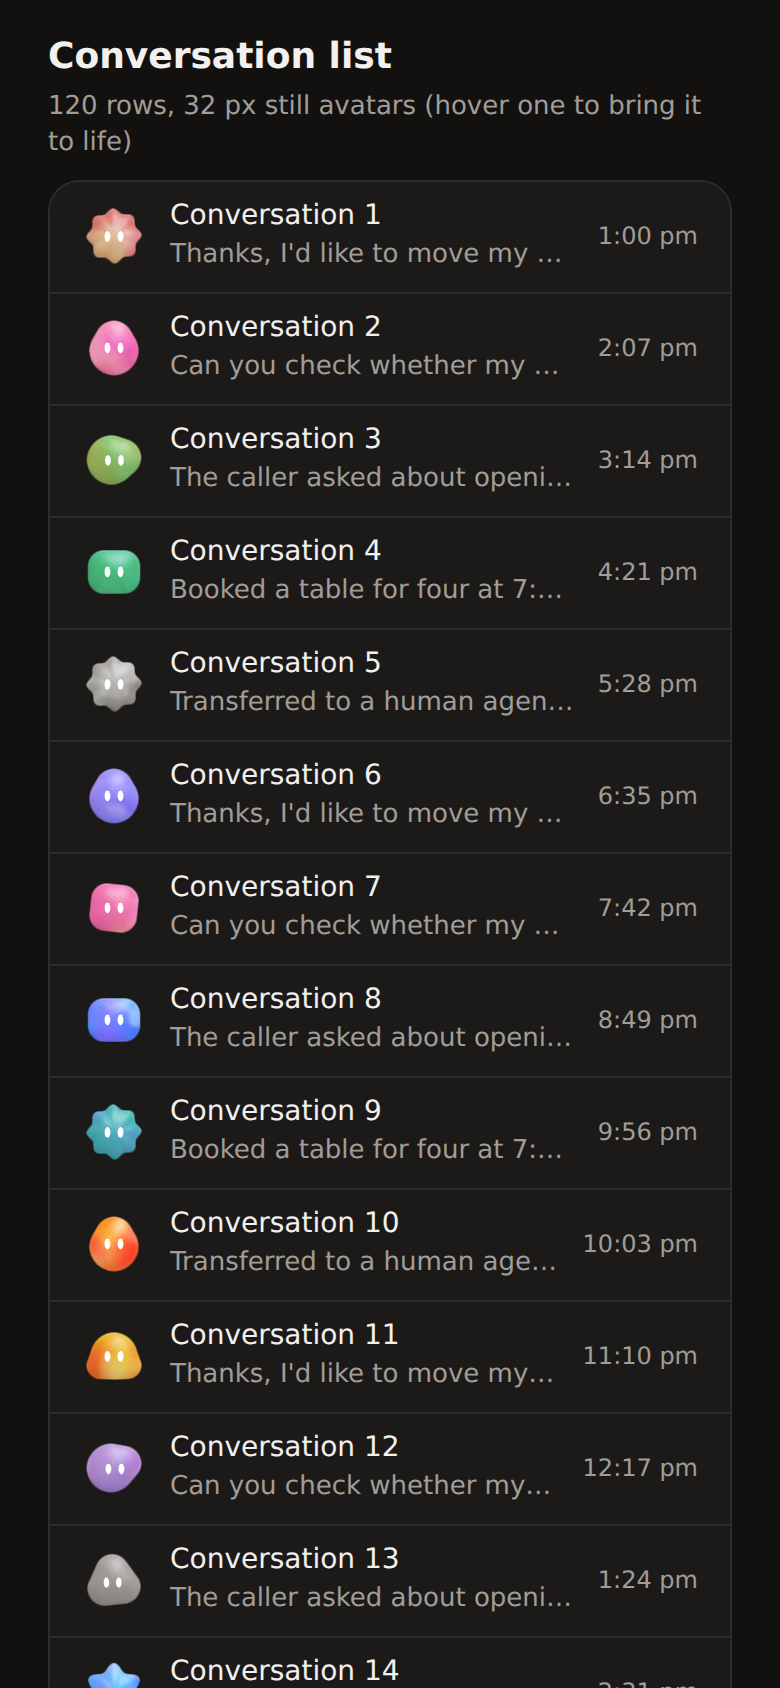 Conversation list
120 rows, 32 px still avatars (hover one to bring it
to life)
Conversation 1
Thanks, I'd like to move my …
1:00 pm
Conversation 2
Can you check whether my …
2:07 pm
Conversation 3
The caller asked about openi…
3:14 pm
Conversation 4
Booked a table for four at 7:…
4:21 pm
Conversation 5
Transferred to a human agen…
5:28 pm
Conversation 6
Thanks, I'd like to move my …
6:35 pm
Conversation 7
Can you check whether my …
7:42 pm
Conversation 8
The caller asked about openi…
8:49 pm
Conversation 9
Booked a table for four at 7:…
9:56 pm
Conversation 10
Transferred to a human age…
10:03 pm
Conversation 11
Thanks, I'd like to move my…
11:10 pm
Conversation 12
Can you check whether my…
12:17 pm
Conversation 13
The caller asked about openi…
1:24 pm
Conversation 14